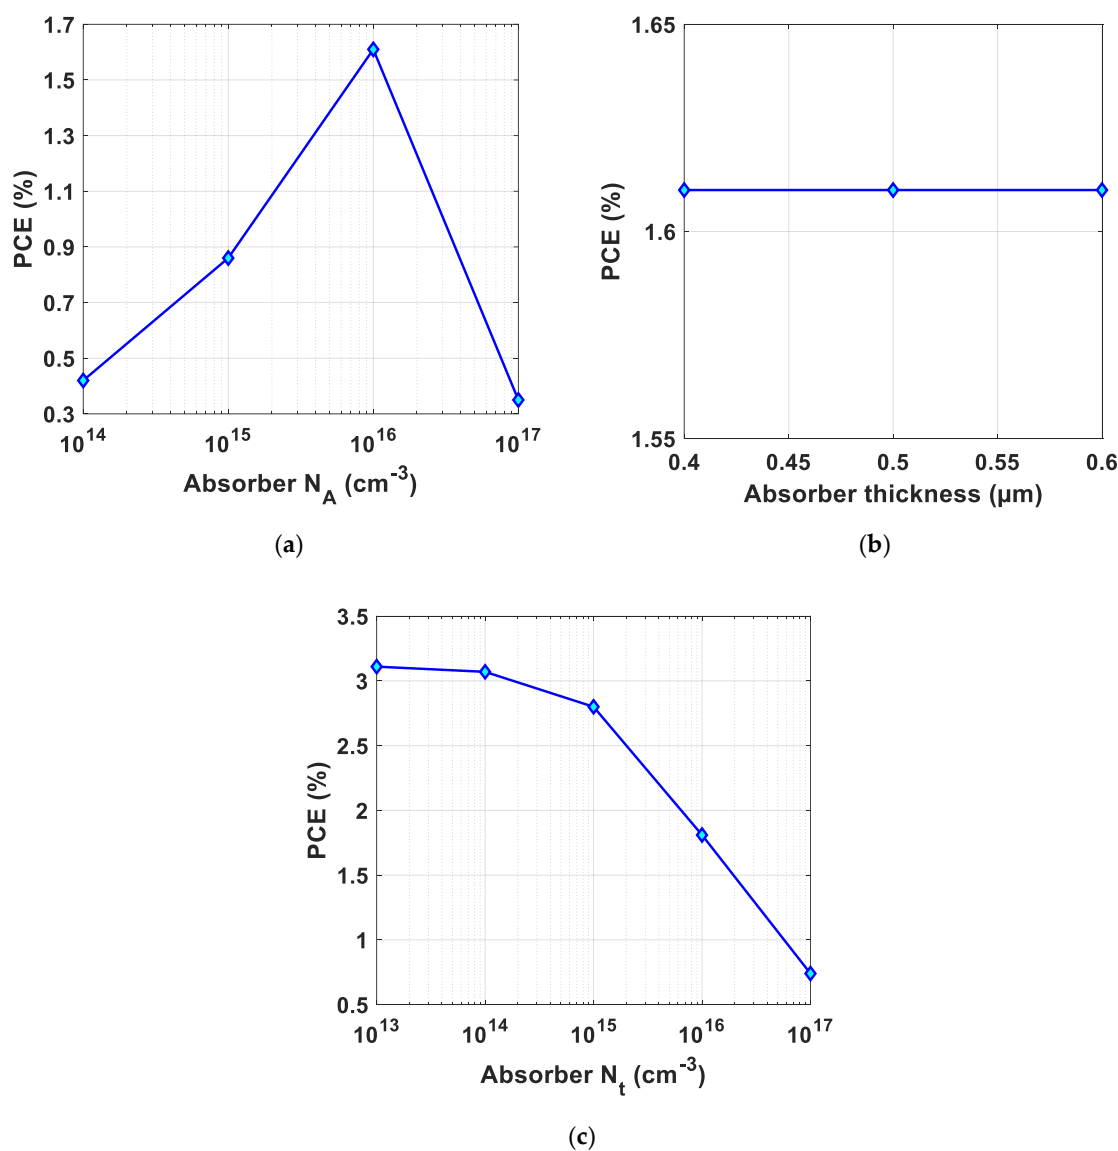 1.7
1.5
1.3
1.1
0.9
0.7
0.5
0.3
PCE (%)
10^14 10^15 10^16 10^17
Absorber N_A (cm^-3)
(a)
1.65
1.6
1.55
PCE (%)
0.4 0.45 0.5 0.55 0.6
Absorber thickness (µm)
(b)
3.5
3
2.5
2
1.5
1
0.5
PCE (%)
10^13 10^14 10^15 10^16 10^17
Absorber N_t (cm^-3)
(c)